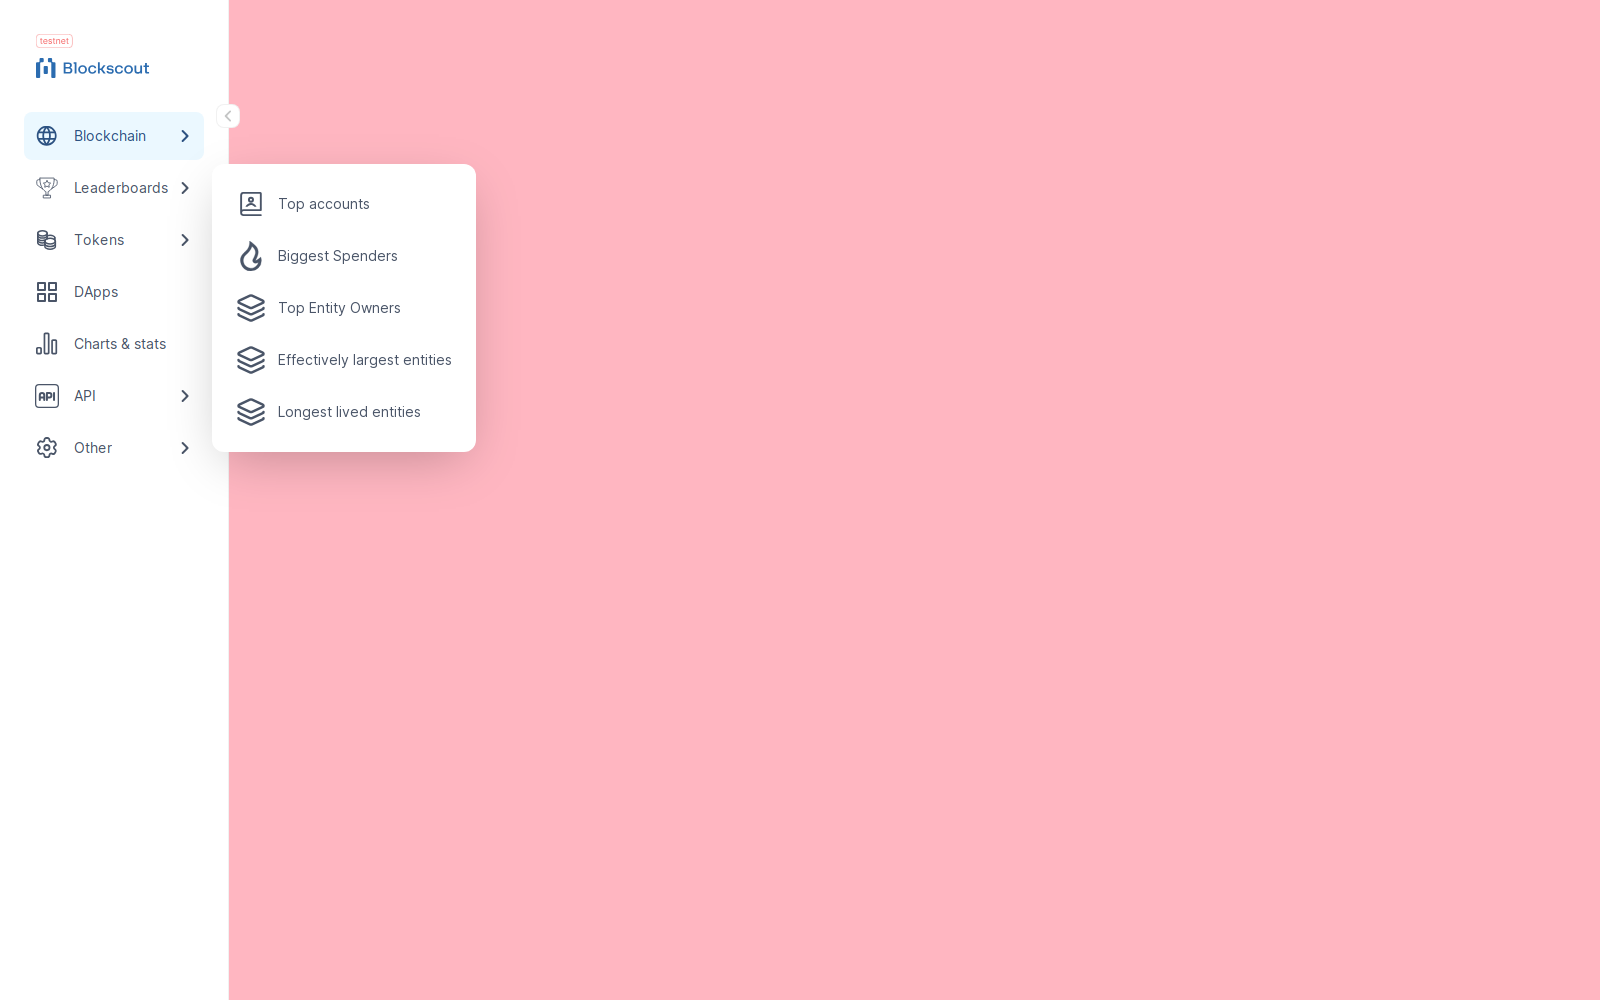 testnet
Blockscout
Blockchain
Leaderboards
Tokens
DApps
Charts & stats
API
API
Other
Top accounts
Biggest Spenders
Top Entity Owners
Effectively largest entities
Longest lived entities